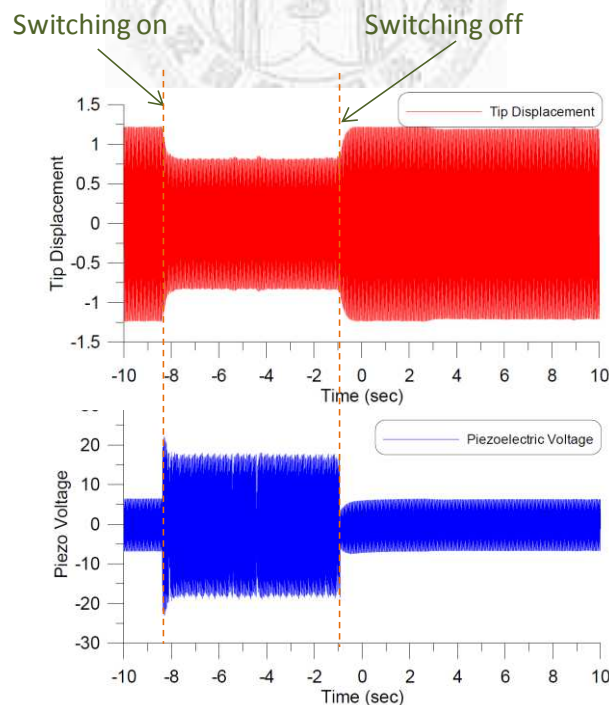 Switching on
Switching off
1.5
1
0.5
0
-0.5
-1
-1.5
Tip Displacement
Tip Displacement
-10 -8 -6 -4 -2 0 2 4 6 8 10
Time (sec)
20
10
0
-10
-20
-30
Piezo Voltage
Piezoelectric Voltage
-10 -8 -6 -4 -2 0 2 4 6 8 10
Time (sec)